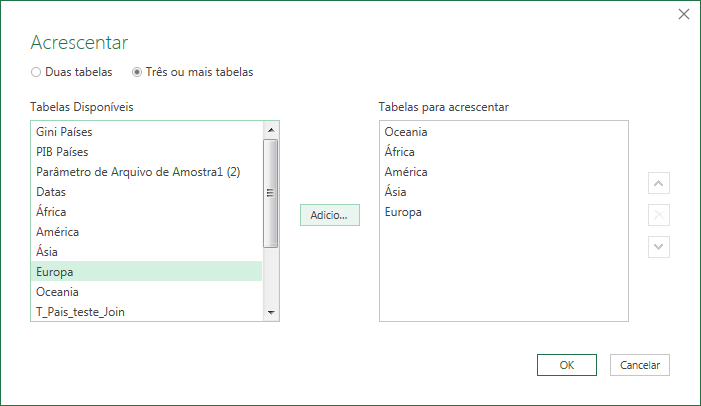 Acrescentar
Duas tabelas
Três ou mais tabelas
Tabelas Disponíveis
Gini Países
PIB Países
Parâmetro de Arquivo de Amostra1 (2)
Datas
África
América
Ásia
Europa
Oceania
T_Pais_teste_Join
Adicio...
Tabelas para acrescentar
Oceania
África
América
Ásia
Europa
OK
Cancelar